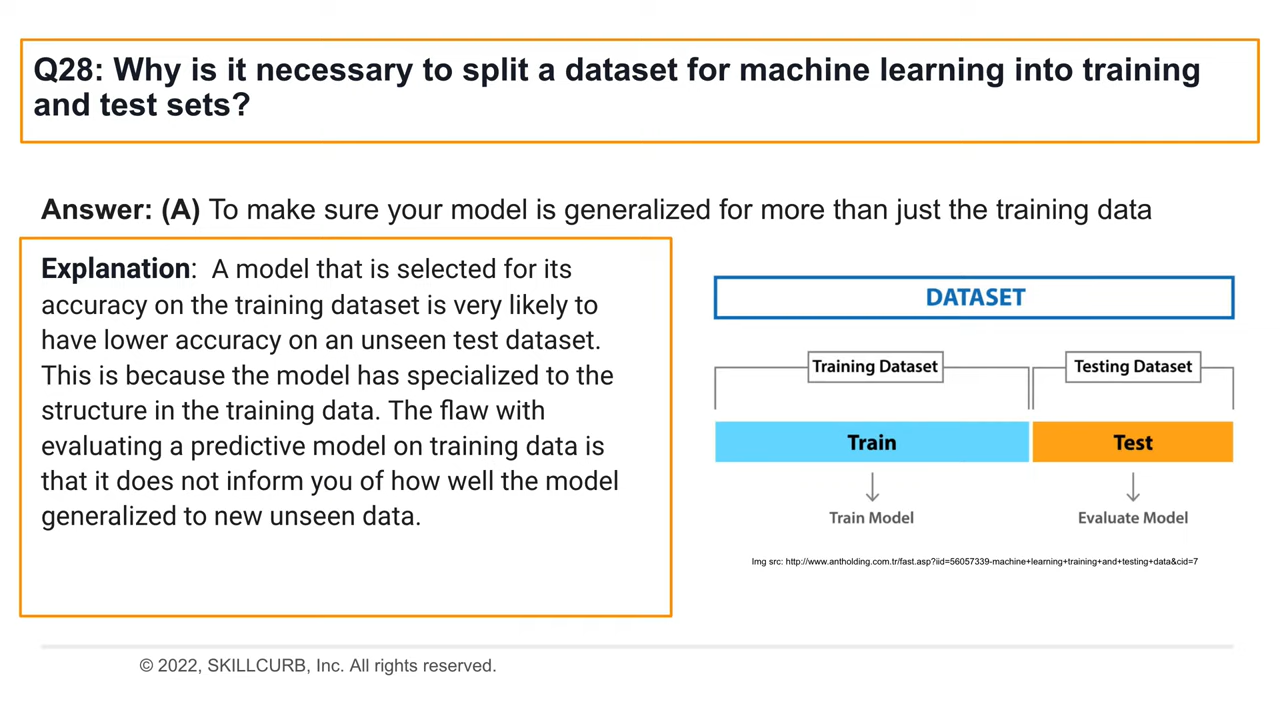 Q28: Why is it necessary to split a dataset for machine learning into training
and test sets?
Answer: (A) To make sure your model is generalized for more than just the training data
Explanation: A model that is selected for its
accuracy on the training dataset is very likely to
have lower accuracy on an unseen test dataset.
This is because the model has specialized to the
structure in the training data. The flaw with
evaluating a predictive model on training data is
that it does not inform you of how well the model
generalized to new unseen data.
DATASET
Training Dataset
Testing Dataset
Train
Test
Train Model
Evaluate Model
Img src: http://www.antholding.com.tr/fast.asp?iid=56057339-machine+learning+training+and+testing+data&cid=7
© 2022, SKILLCURB, Inc. All rights reserved.